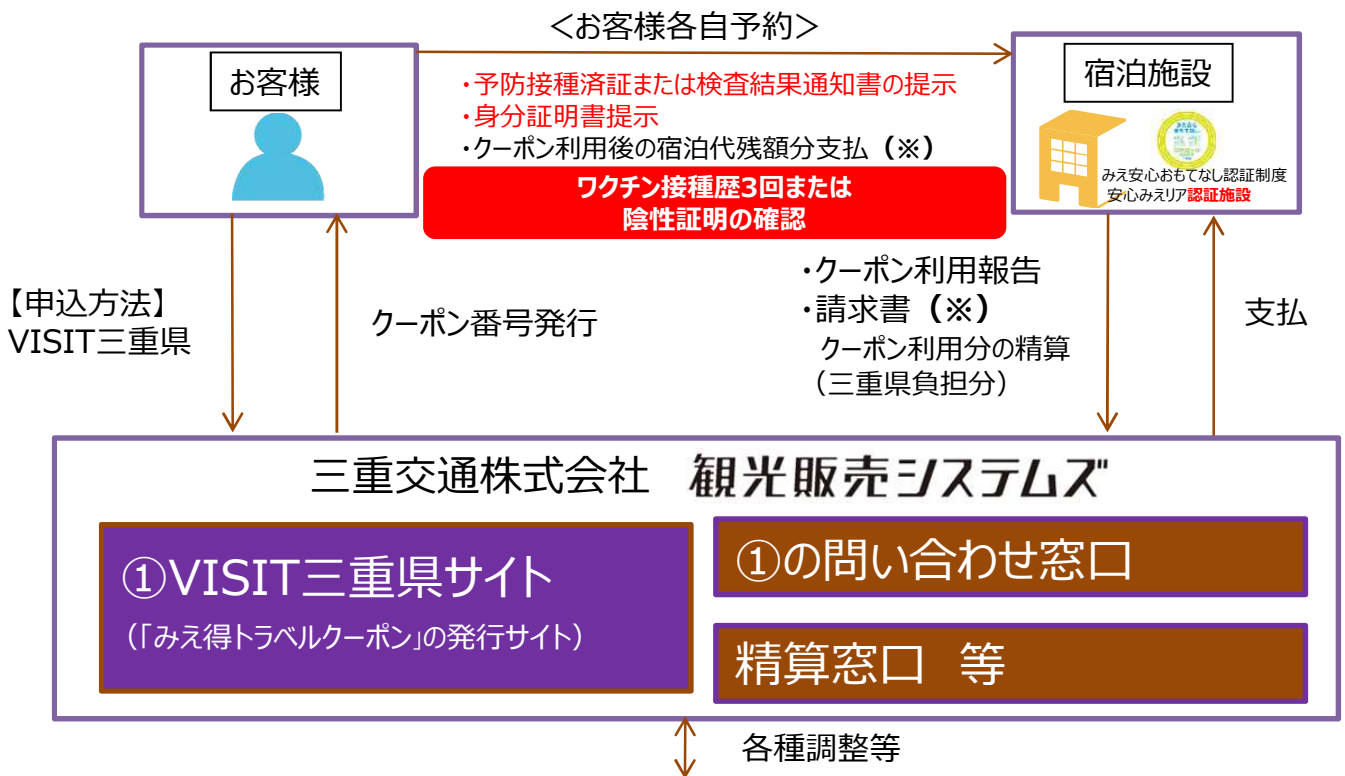 <お客様各自予約>
お客様
・予防接種済証または検査結果通知書の提示
・身分証明書提示
・クーポン利用後の宿泊代残額分支払（※）
ワクチン接種歴3回または
陰性証明の確認
宿泊施設
みえ安心おもてなし認証制度
安心みえリア認証施設
【申込方法】
VISIT三重県
クーポン番号発行
・クーポン利用報告
・請求書（※）
クーポン利用分の精算
（三重県負担分）
支払
三重交通株式会社 観光販売システムズ
①VISIT三重県サイト
（「みえ得トラベルクーポン」の発行サイト）
①の問い合わせ窓口
精算窓口 等
各種調整等